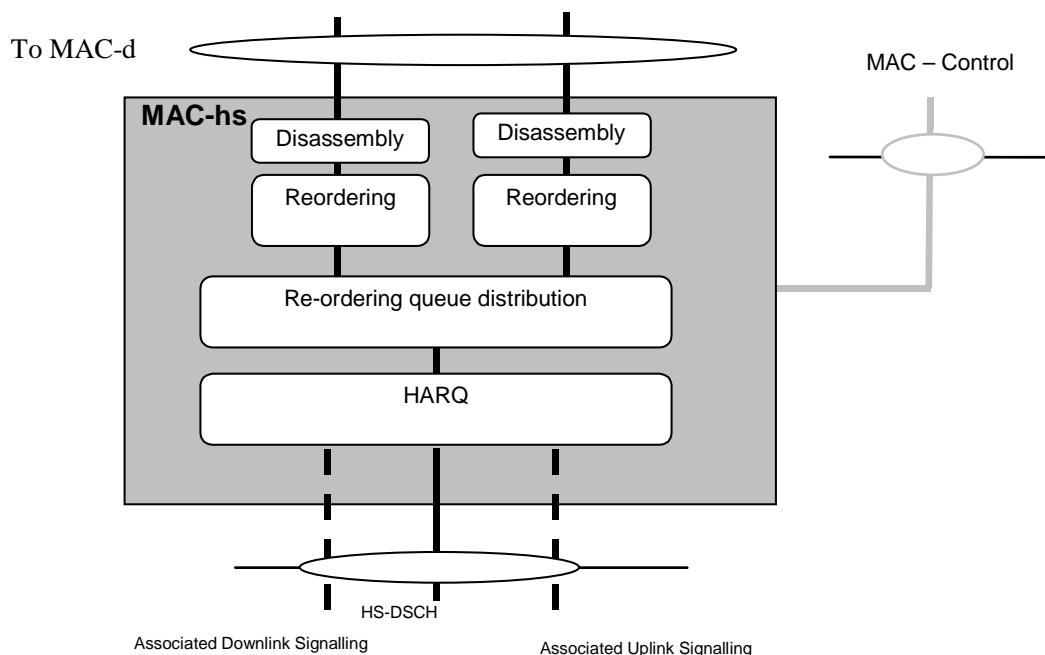 To MAC-d
MAC – Control
MAC-hs
Disassembly
Disassembly
Reordering
Reordering
Re-ordering queue distribution
HARQ
HS-DSCH
Associated Downlink Signalling
Associated Uplink Signalling